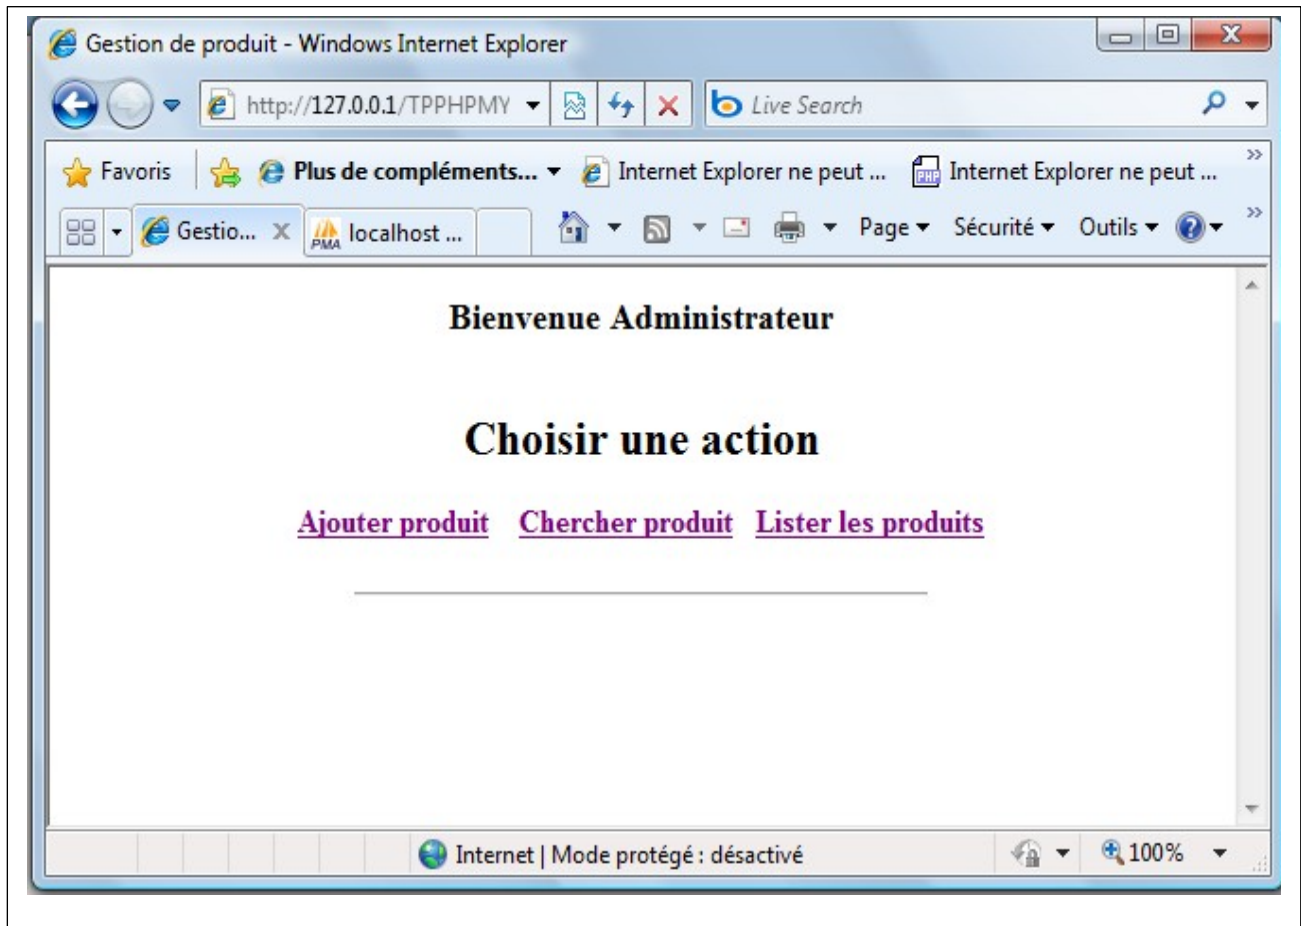 Gestion de produit - Windows Internet Explorer
http://127.0.0.1/TPPHPMY
Live Search
Favoris Plus de compléments... Internet Explorer ne peut ... PHP Internet Explorer ne peut ...
Gestio... X PMA localhost ... Page Sécurité Outils
Bienvenue Administrateur
Choisir une action
Ajouter produit Chercher produit Lister les produits
Internet | Mode protégé : désactivé 100%